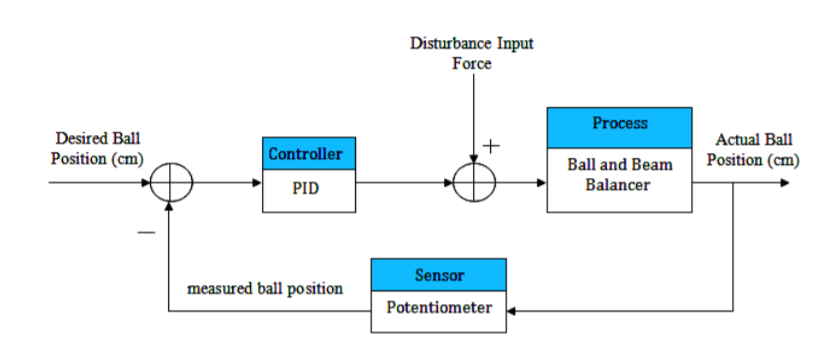 Disturbance Input
Force
+
Process
Desired Ball
Position (cm)
Controller
PID
Ball and Beam
Balancer
Actual Ball
Position (cm)
—
Sensor
Potentiometer
measured ball position